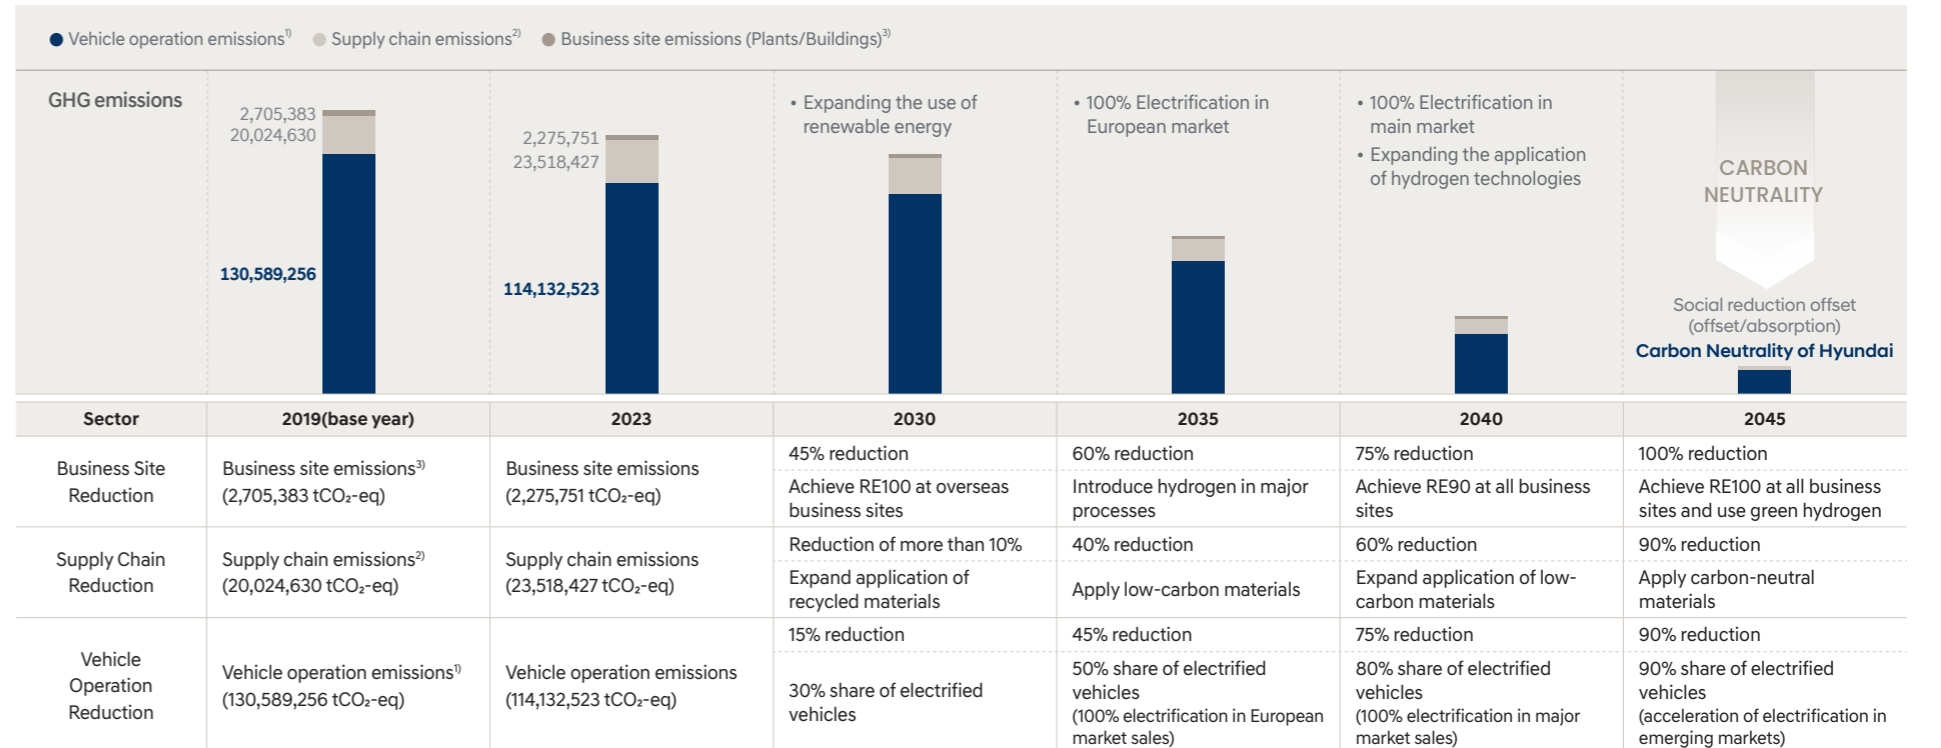 Vehicle operation emissions1) Supply chain emissions2) Business site emissions (Plants/Buildings)3)
GHG emissions
2,705,383
20,024,630
130,589,256
2,275,751
23,518,427
114,132,523
• Expanding the use of
renewable energy
• 100% Electrification in
European market
• 100% Electrification in
main market
• Expanding the application
of hydrogen technologies
CARBON
NEUTRALITY
Social reduction offset
(offset/absorption)
Carbon Neutrality of Hyundai
Sector 2019(base year) 2023 2030 2035 2040 2045
Business Site
Reduction
Business site emissions3)
(2,705,383 tCO₂-eq)
Business site emissions
(2,275,751 tCO₂-eq)
45% reduction
Achieve RE100 at overseas
business sites
60% reduction
Introduce hydrogen in major
processes
75% reduction
Achieve RE90 at all business
sites
100% reduction
Achieve RE100 at all business
sites and use green hydrogen
Supply Chain
Reduction
Supply chain emissions2)
(20,024,630 tCO₂-eq)
Supply chain emissions
(23,518,427 tCO₂-eq)
Reduction of more than 10%
Expand application of
recycled materials
40% reduction
Apply low-carbon materials
60% reduction
Expand application of low-
carbon materials
90% reduction
Apply carbon-neutral
materials
Vehicle
Operation
Reduction
Vehicle operation emissions1)
(130,589,256 tCO₂-eq)
Vehicle operation emissions
(114,132,523 tCO₂-eq)
15% reduction
30% share of electrified
vehicles
45% reduction
50% share of electrified
vehicles
(100% electrification in European
market sales)
75% reduction
80% share of electrified
vehicles
(100% electrification in major
market sales)
90% reduction
90% share of electrified
vehicles
(acceleration of electrification in
emerging markets)